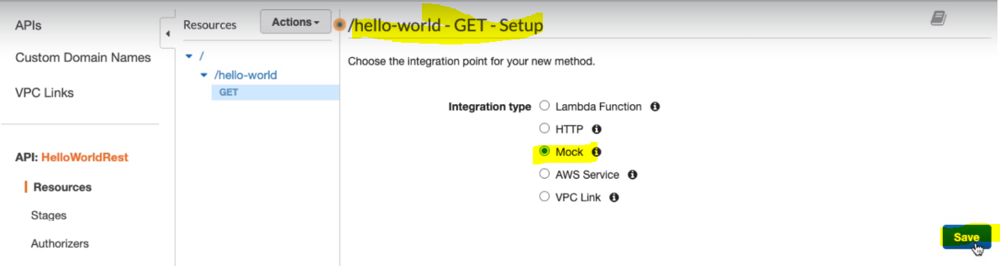 APIs
Custom Domain Names
VPC Links
API: HelloWorldRest
Resources
Stages
Authorizers
Resources
Actions
/
/hello-world
GET
/hello-world - GET - Setup
Choose the integration point for your new method.
Integration type
Lambda Function
HTTP
Mock
AWS Service
VPC Link
Save